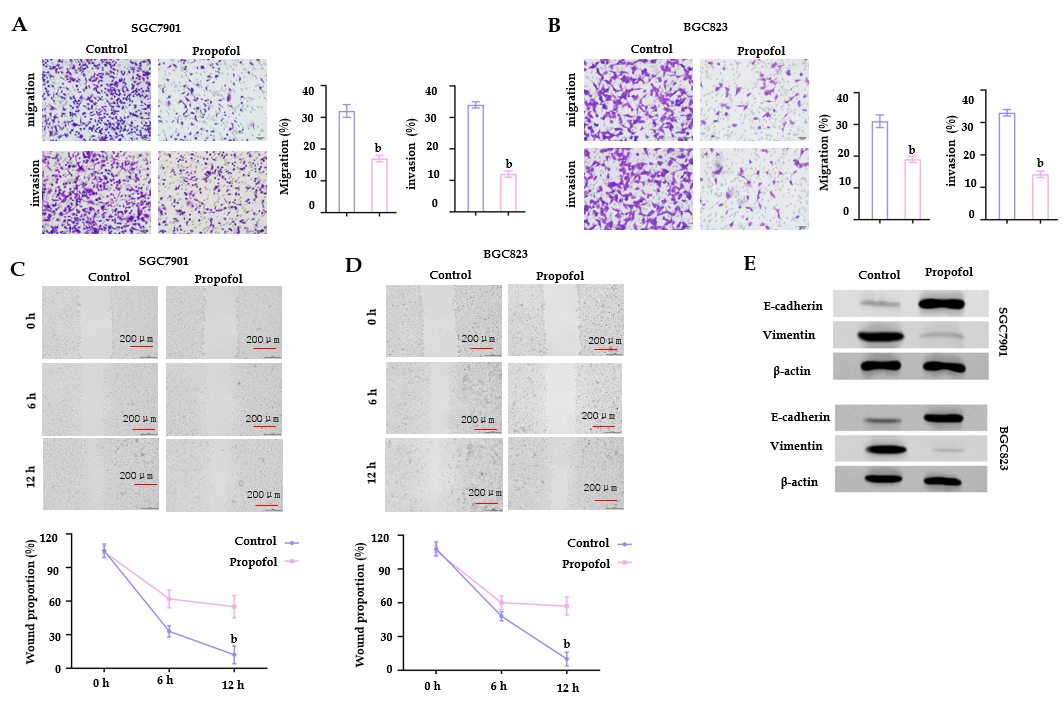 A
SGC7901
Control
Propofol
migration
invasion
40
30
20
10
0
Migration (%)
b
40
30
20
10
0
invasion (%)
b
B
BGC823
Control
Propofol
migration
invasion
40
30
20
10
0
Migration (%)
b
40
30
20
10
0
invasion (%)
b
C
SGC7901
Control
Propofol
0 h
200 μm
200 μm
6 h
200 μm
200 μm
12 h
200 μm
200 μm
120
90
60
30
0
Wound proportion (%)
Control
Propofol
b
0 h
6 h
12 h
D
BGC823
Control
Propofol
0 h
200 μm
200 μm
6 h
200 μm
200 μm
12 h
200 μm
200 μm
120
90
60
30
0
Wound proportion (%)
Control
Propofol
b
0 h
6 h
12 h
E
Control
Propofol
E-cadherin
Vimentin
β-actin
SGC7901
E-cadherin
Vimentin
β-actin
BGC823